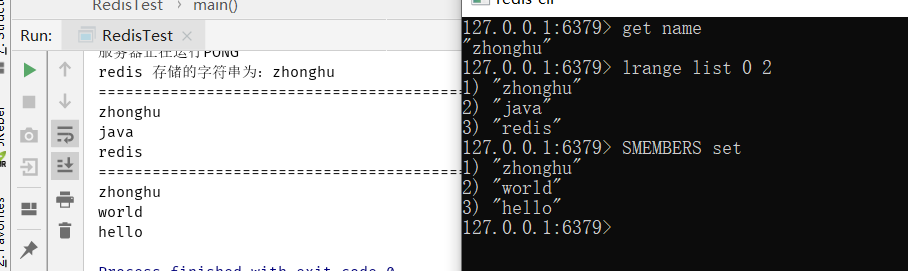 RedisTest > main()
Run: RedisTest ×
服务器正在运行PONG
redis 存储的字符串为: zhonghu
==========================================
zhonghu
java
redis
==========================================
zhonghu
world
hello
Process finished with exit code 0
redis-cli
127.0.0.1:6379> get name
"zhonghu"
127.0.0.1:6379> lrange list 0 2
1) "zhonghu"
2) "java"
3) "redis"
127.0.0.1:6379> SMEMBERS set
1) "zhonghu"
2) "world"
3) "hello"
127.0.0.1:6379>